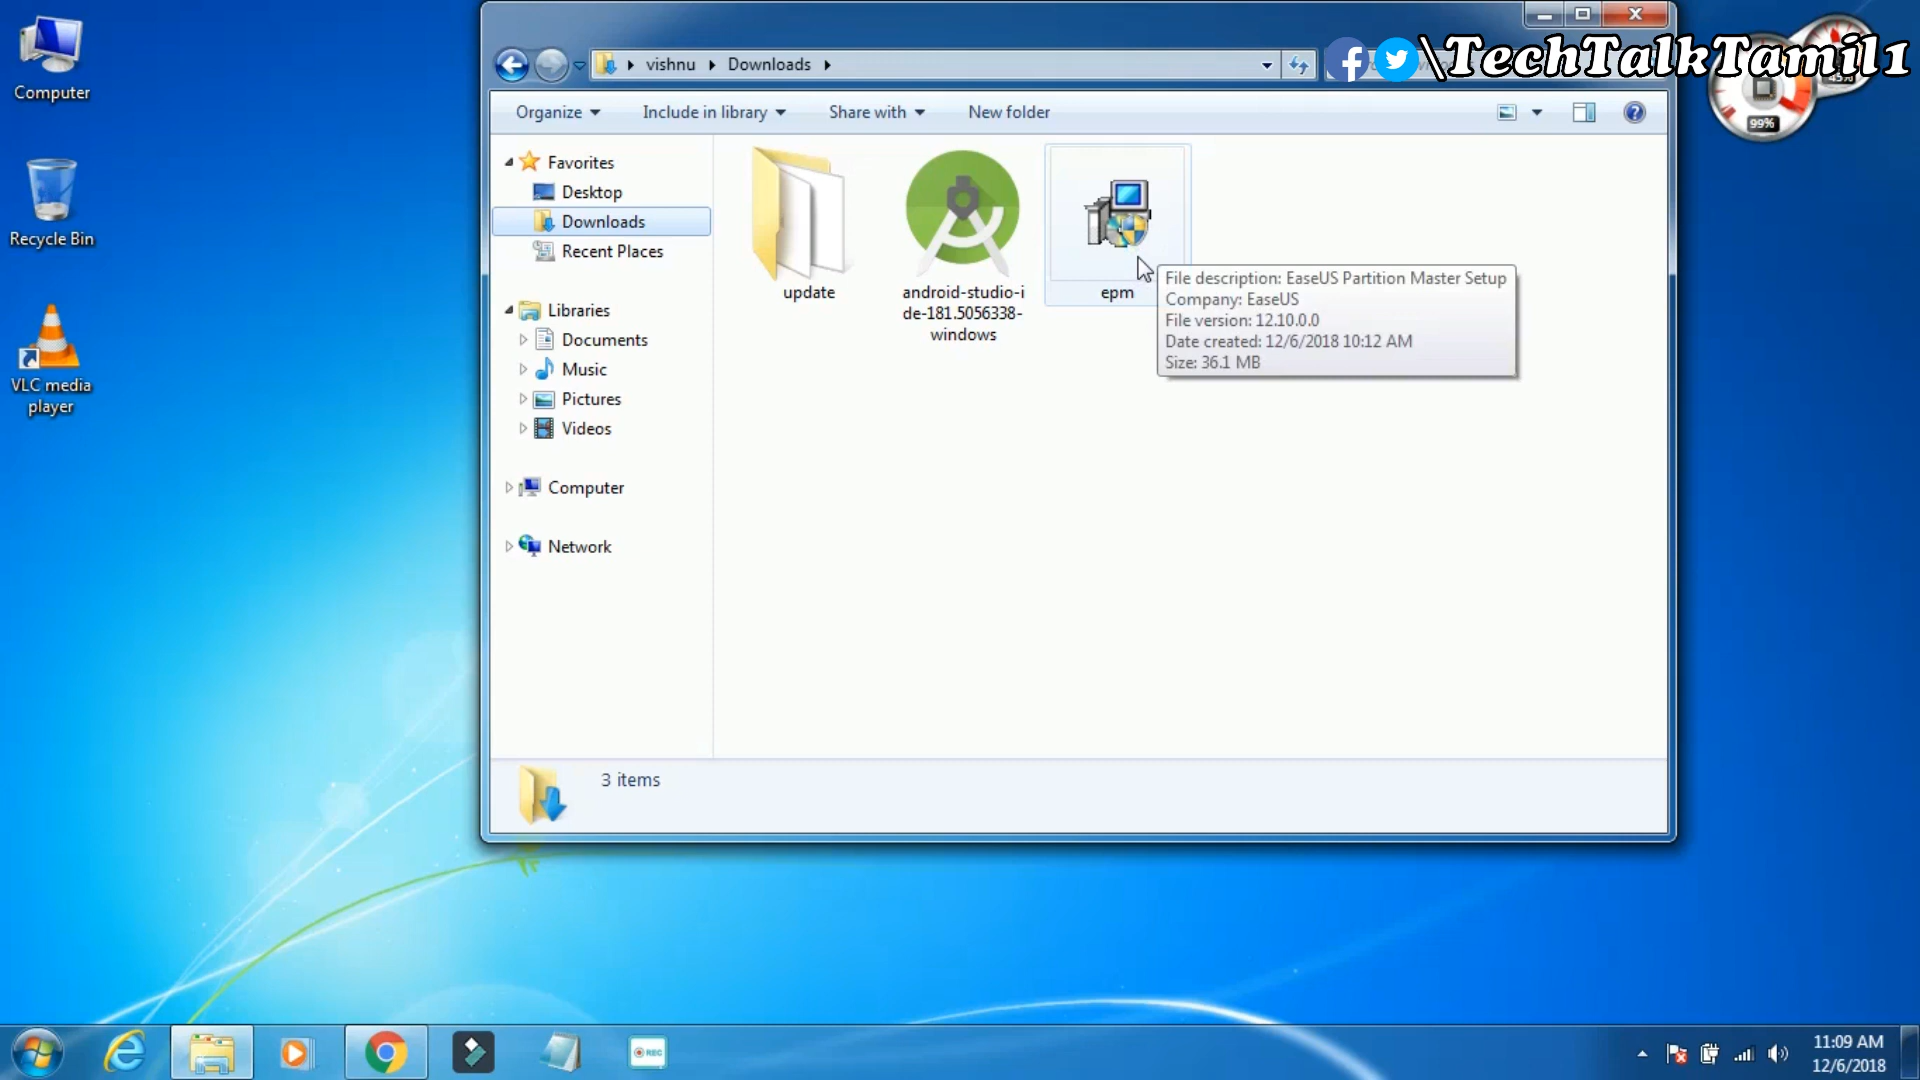 Computer
Recycle Bin
VLC media
player
vishnu
Downloads
\TechTalkTamil1
99%
Organize
Include in library
Share with
New folder
Favorites
Desktop
Downloads
Recent Places
Libraries
Documents
Music
Pictures
Videos
Computer
Network
update
android-studio-i
de-181.5056338-
windows
epm
File description: EaseUS Partition Master Setup
Company: EaseUS
File version: 12.10.0.0
Date created: 12/6/2018 10:12 AM
Size: 36.1 MB
3 items
REC
11:09 AM
12/6/2018